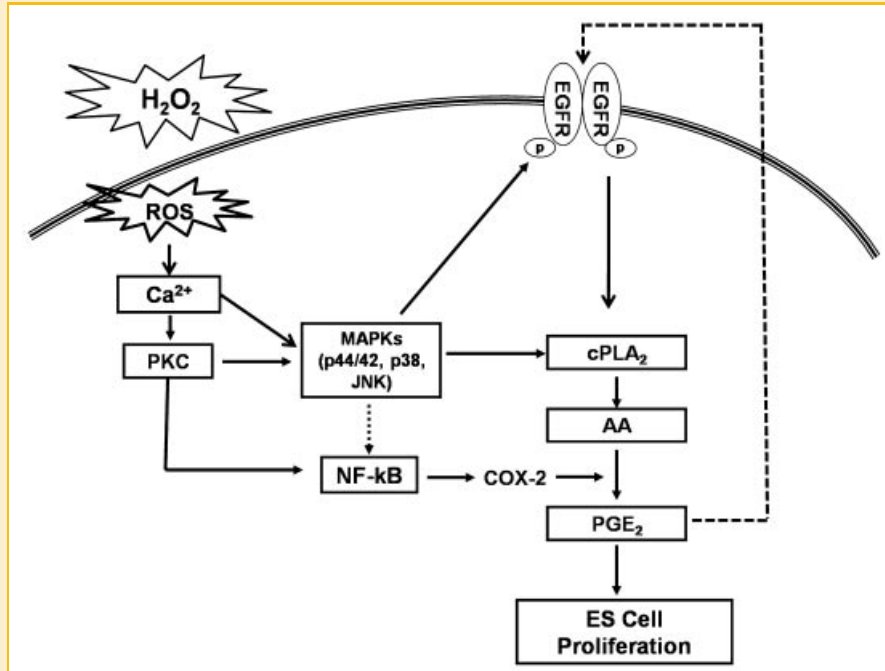 H₂O₂
EGFR
EGFR
p
p
ROS
Ca²⁺
PKC
MAPKs
(p44/42, p38,
JNK)
cPLA₂
AA
NF-kB
COX-2
PGE₂
ES Cell
Proliferation